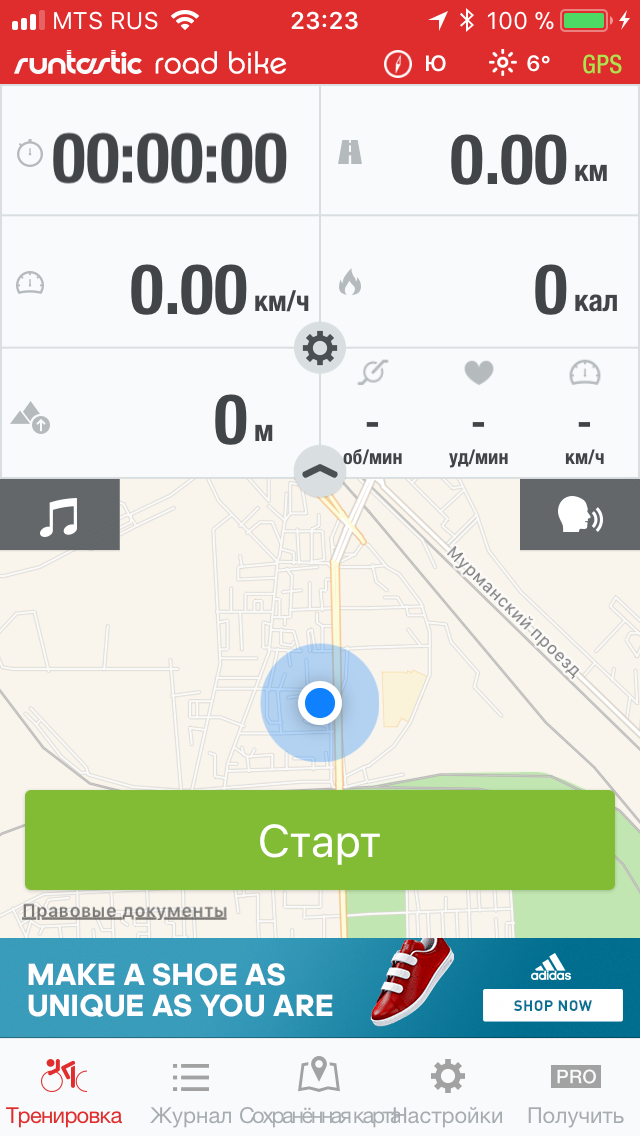 MTS RUS 23:23 100 %
runtastic road bike Ю 6° GPS
00:00:00 0.00 км
0.00 км/ч 0 кал
0 м - - -
об/мин уд/мин км/ч
Мурманский проезд
Старт
Правовые документы
MAKE A SHOE AS
UNIQUE AS YOU ARE
adidas
SHOP NOW
PRO
Тренировка Журнал Сохранённая карта Настройки Получить